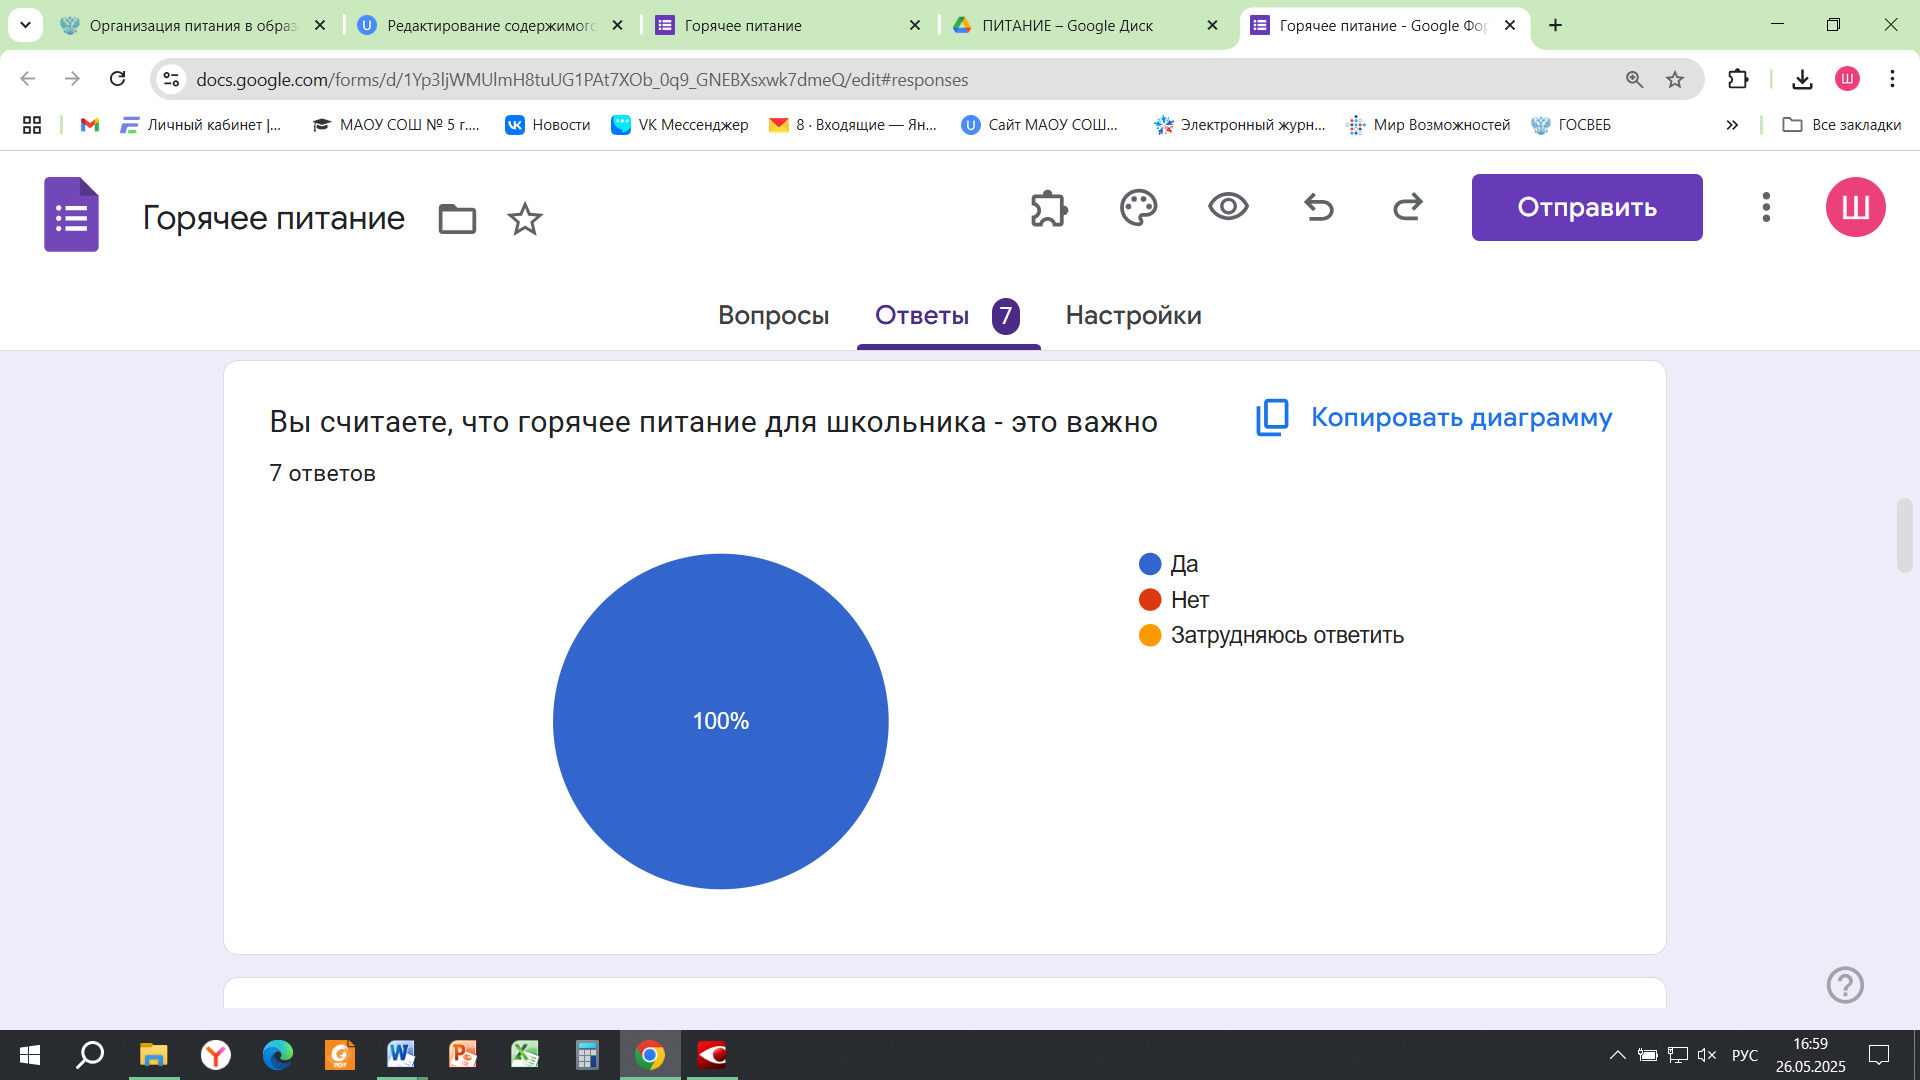 Организация питания в образ
Редактирование содержимого
Горячее питание
ПИТАНИЕ – Google Диск
Горячее питание - Google Фор
docs.google.com/forms/d/1Yp3ljWMUlmH8tuUG1PAt7XOb_0q9_GNEBXsxwk7dmeQ/edit#responses
Личный кабинет |...
МАОУ СОШ № 5 г....
Новости
VK Мессенджер
8 · Входящие — Ян...
Сайт МАОУ СОШ...
Электронный журн...
Мир Возможностей
ГОСВЕБ
Все закладки
Горячее питание
Отправить
Ш
Вопросы
Ответы 7
Настройки
Вы считаете, что горячее питание для школьника - это важно
Копировать диаграмму
7 ответов
Да
Нет
Затрудняюсь ответить
100%
РУС
16:59
26.05.2025